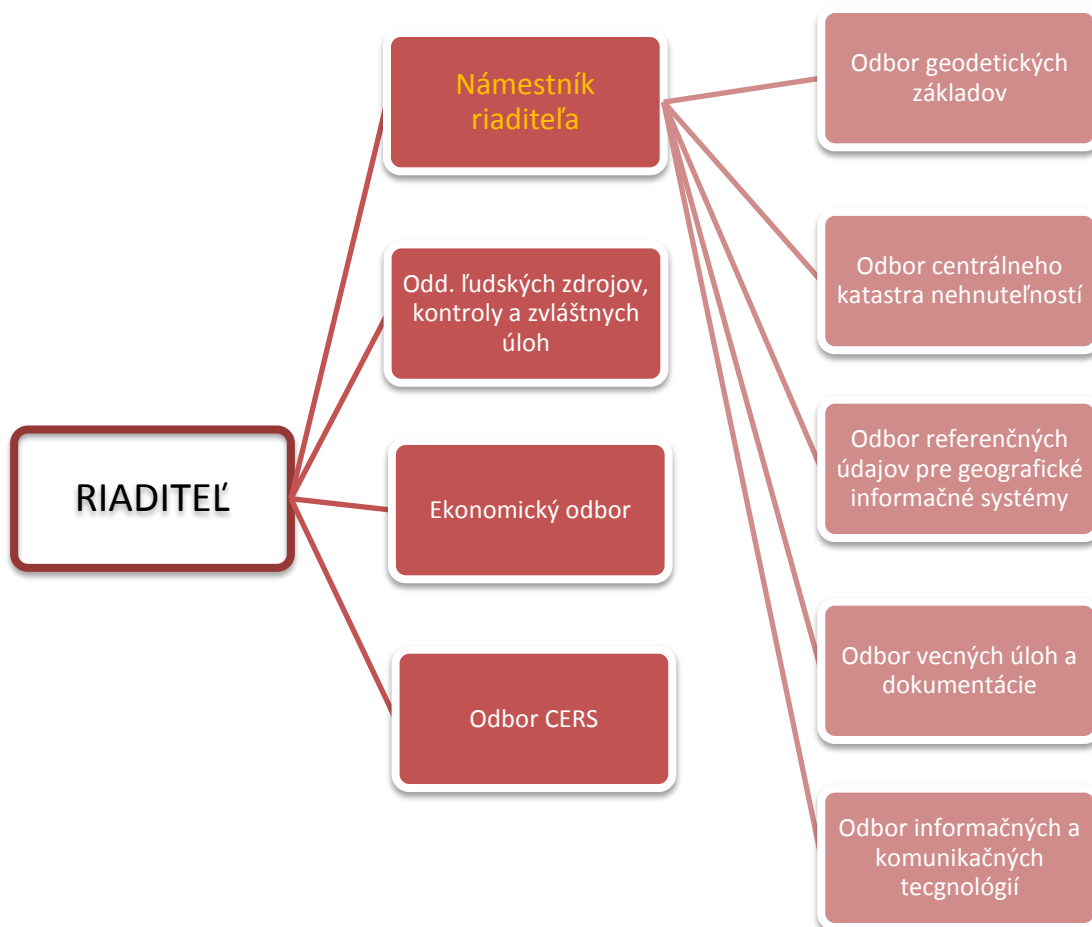 RIADITEĽ
Námestník
riaditeľa
Odd. ľudských zdrojov,
kontroly a zvláštnych
úloh
Ekonomický odbor
Odbor CERS
Odbor geodetických
základov
Odbor centrálneho
katastra nehnuteľností
Odbor referenčných
údajov pre geografické
informačné systémy
Odbor vecných úloh a
dokumentácie
Odbor informačných a
komunikačných
tecgnológií